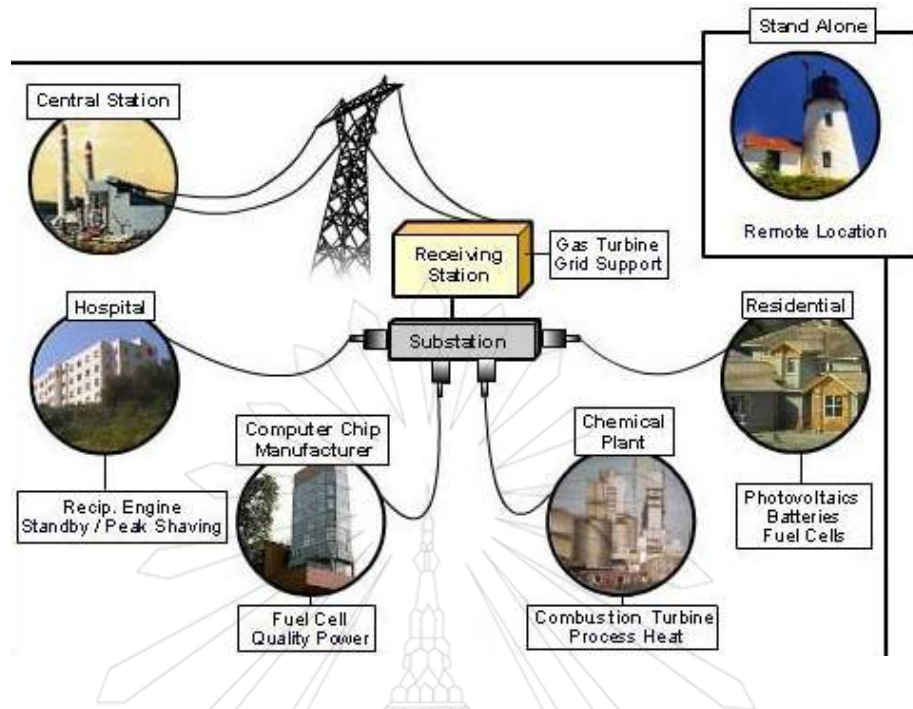 Stand Alone
Central Station
Remote Location
Receiving
Station
Gas Turbine
Grid Support
Hospital
Substation
Residential
Computer Chip
Manufacturer
Chemical
Plant
Recip. Engine
Standby / Peak Shaving
Photovoltaics
Batteries
Fuel Cells
Fuel Cell
Quality Power
Combustion Turbine
Process Heat